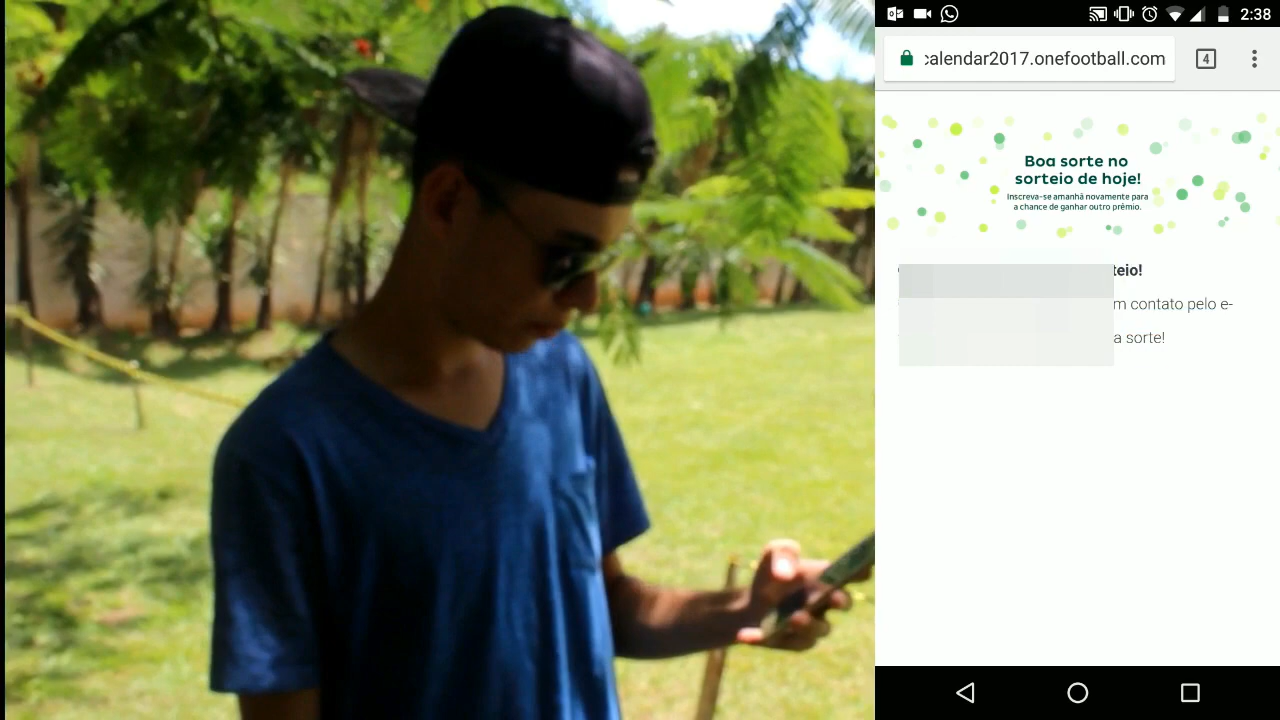 2:38
calendar2017.onefootball.com
4
Boa sorte no
sorteio de hoje!
Inscreva-se amanhã novamente para
a chance de ganhar outro prêmio.
teio!
m contato pelo e-
a sorte!